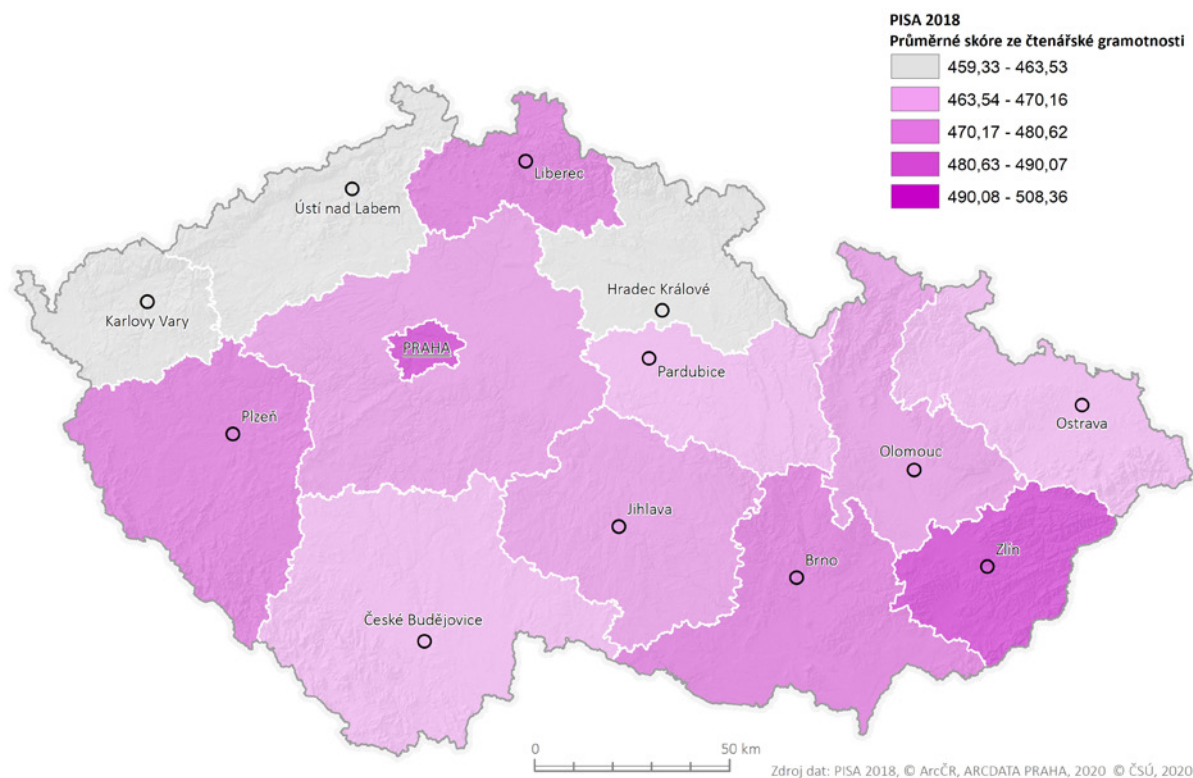 PISA 2018
Průměrné skóre ze čtenářské gramotnosti
459,33 - 463,53
463,54 - 470,16
470,17 - 480,62
480,63 - 490,07
490,08 - 508,36
Liberec
Ústí nad Labem
Hradec Králové
Karlovy Vary
PRAHA
Pardubice
Plzeň
Ostrava
Olomouc
Jihlava
Zlín
Brno
České Budějovice
0 50 km
Zdroj dat: PISA 2018, © ArcČR, ARCDATA PRAHA, 2020 © ČSÚ, 2020